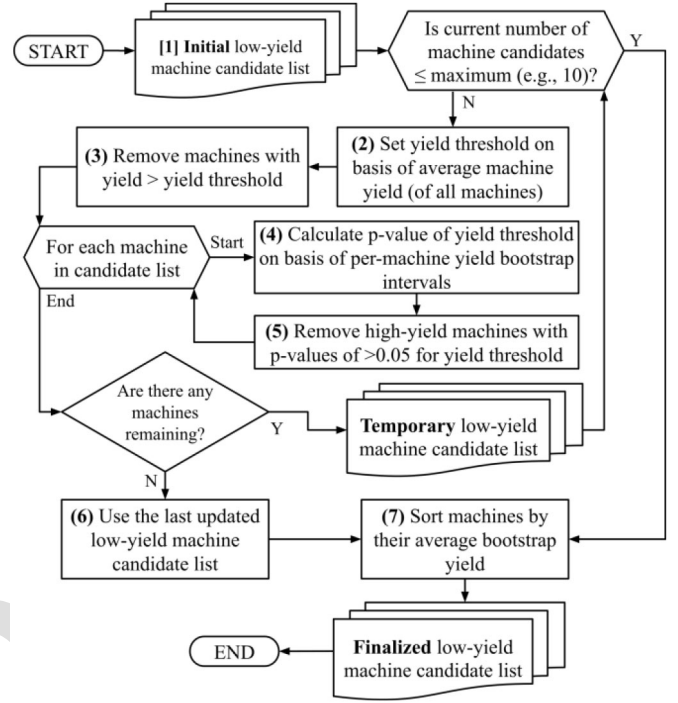 START
[1] Initial low-yield
machine candidate list
Is current number of
machine candidates
≤ maximum (e.g., 10)?
Y
N
(2) Set yield threshold on
basis of average machine
yield (of all machines)
(3) Remove machines with
yield > yield threshold
For each machine
in candidate list
Start
End
(4) Calculate p-value of yield threshold
on basis of per-machine yield bootstrap
intervals
(5) Remove high-yield machines with
p-values of >0.05 for yield threshold
Are there any
machines
remaining?
Y
N
Temporary low-yield
machine candidate list
(6) Use the last updated
low-yield machine
candidate list
(7) Sort machines by
their average bootstrap
yield
Finalized low-yield
machine candidate list
END